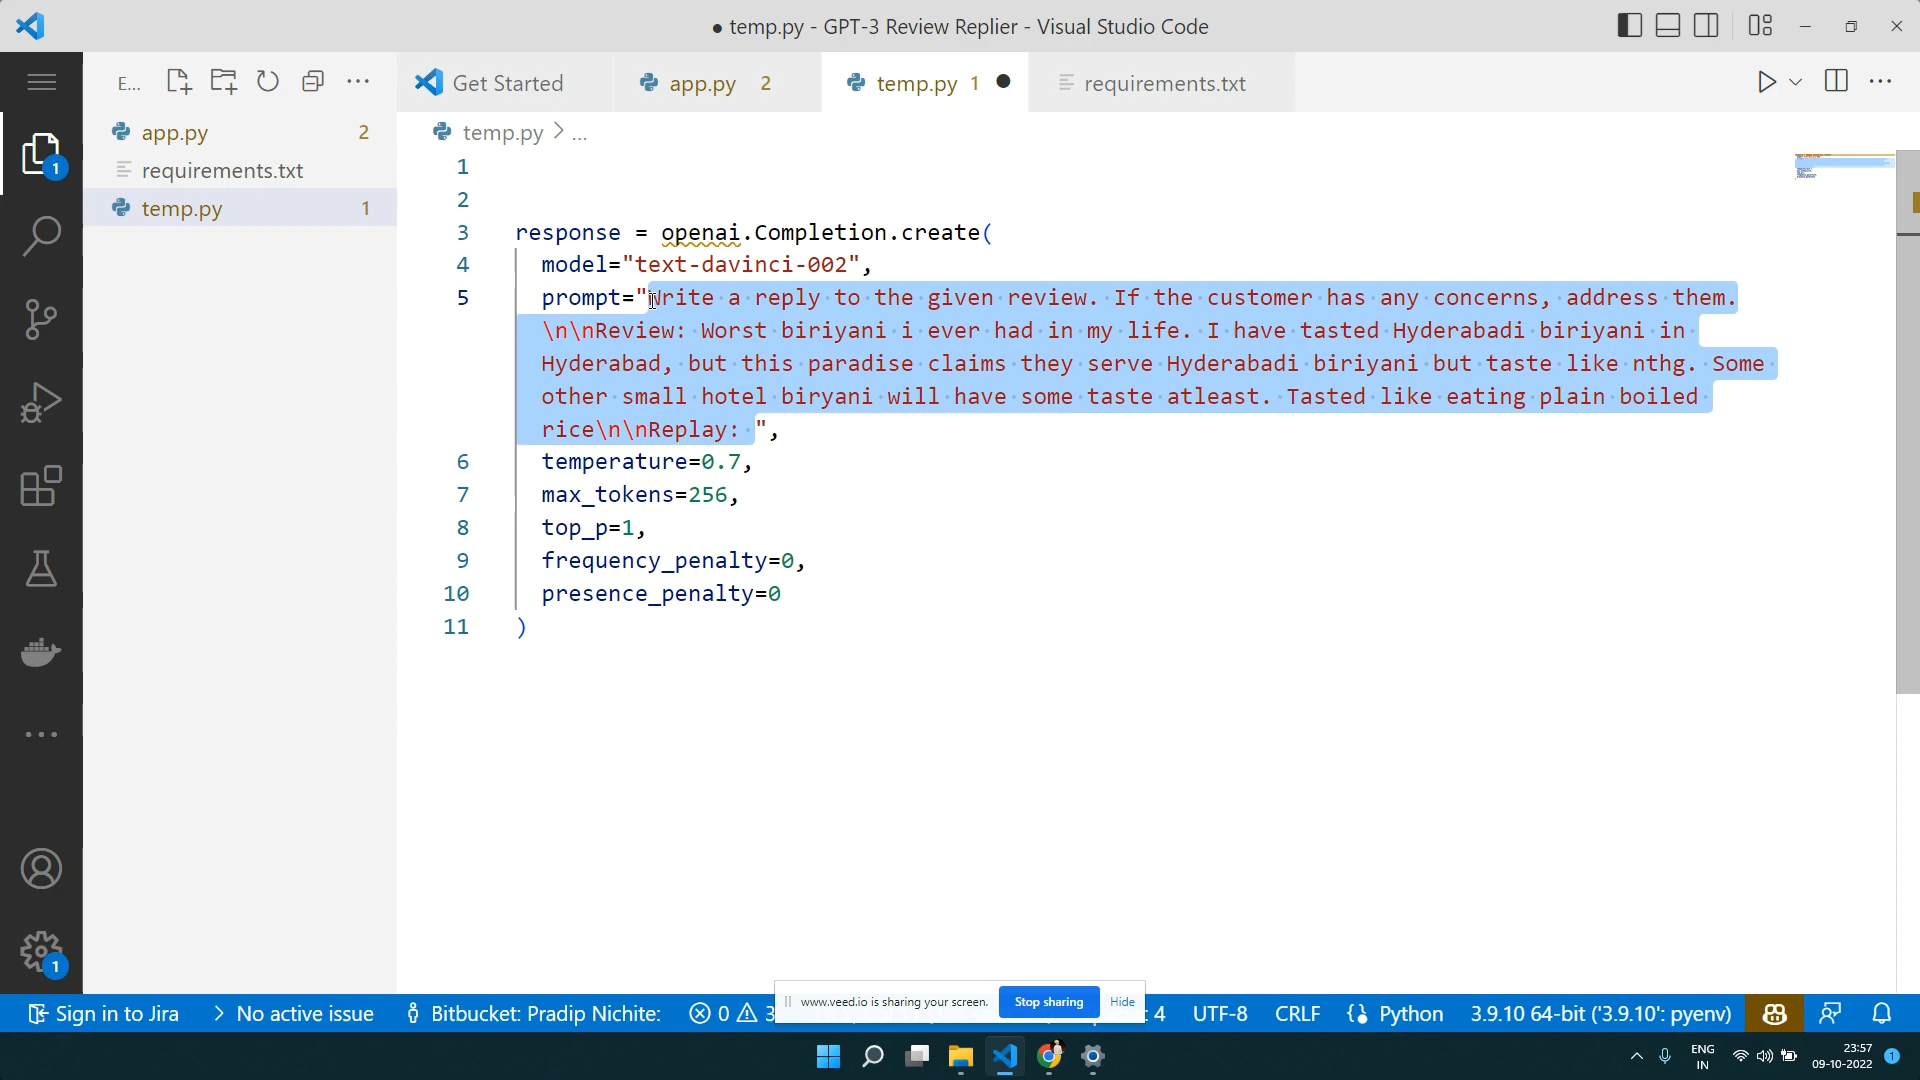 ● temp.py - GPT-3 Review Replier - Visual Studio Code
E...
Get Started
app.py 2
temp.py 1
requirements.txt
app.py 2
requirements.txt
temp.py 1
temp.py > ...
1
2
3 response = openai.Completion.create(
4 model="text-davinci-002",
5 prompt="Write a reply to the given review. If the customer has any concerns, address them.
\n\nReview: Worst biriyani i ever had in my life. I have tasted Hyderabadi biriyani in
Hyderabad, but this paradise claims they serve Hyderabadi biriyani but taste like nthg. Some
other small hotel biryani will have some taste atleast. Tasted like eating plain boiled
rice\n\nReplay: ",
6 temperature=0.7,
7 max_tokens=256,
8 top_p=1,
9 frequency_penalty=0,
10 presence_penalty=0
11 )
1
1
www.veed.io is sharing your screen. Stop sharing Hide
Sign in to Jira No active issue Bitbucket: Pradip Nichite: 0 3 : 4 UTF-8 CRLF Python 3.9.10 64-bit ('3.9.10': pyenv)
ENG
IN
23:57
09-10-2022
1